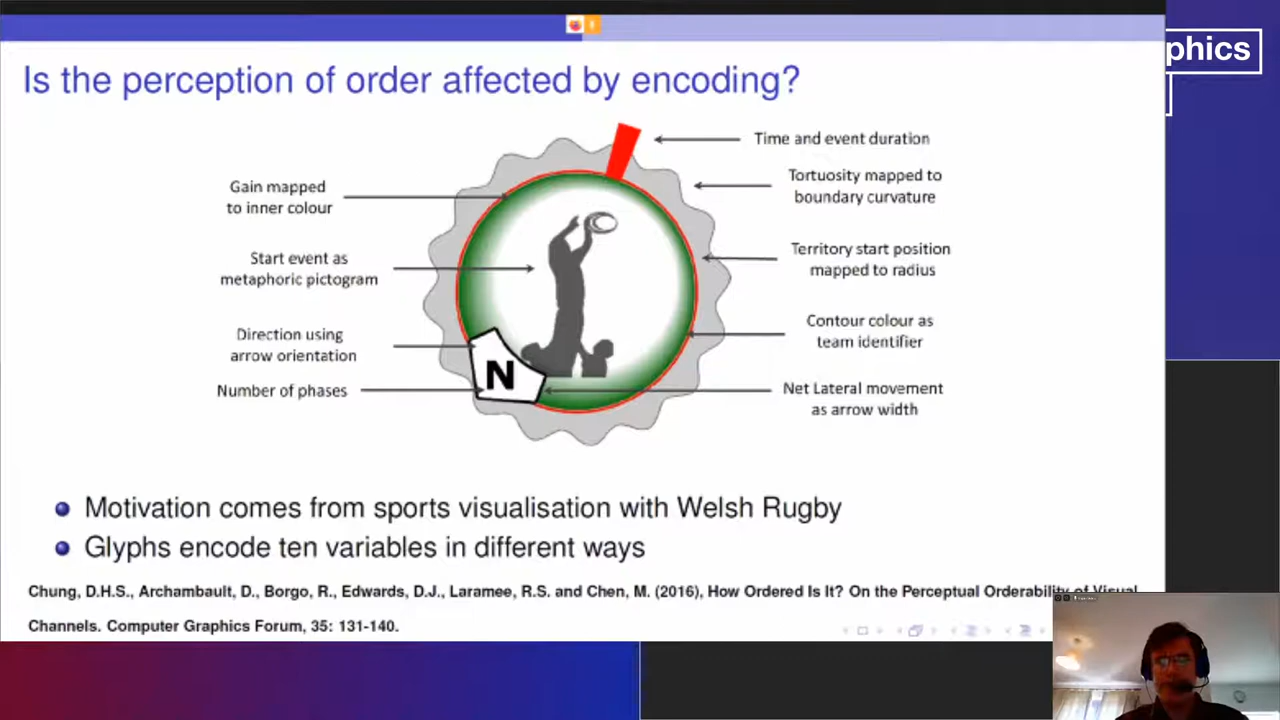 phics
Is the perception of order affected by encoding?
Time and event duration
Tortuosity mapped to
boundary curvature
Gain mapped
to inner colour
Territory start position
mapped to radius
Start event as
metaphoric pictogram
Contour colour as
team identifier
Direction using
arrow orientation
N
Number of phases
Net Lateral movement
as arrow width
Motivation comes from sports visualisation with Welsh Rugby
Glyphs encode ten variables in different ways
Chung, D.H.S., Archambault, D., Borgo, R., Edwards, D.J., Laramee, R.S. and Chen, M. (2016), How Ordered Is It? On the Perceptual Orderability of Visual
Channels. Computer Graphics Forum, 35: 131-140.